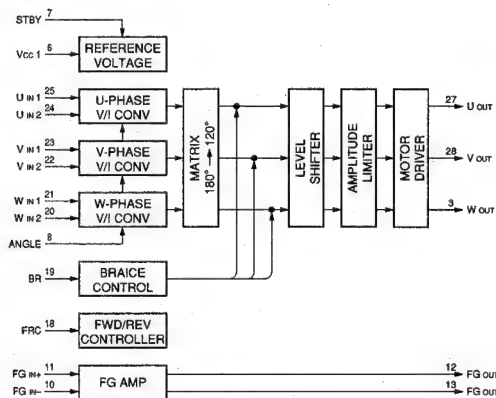 STBY 7
VCC 1 6
REFERENCE
VOLTAGE
U IN 1 25
U IN 2 24
U-PHASE
V/I CONV
V IN 1 23
V IN 2 22
V-PHASE
V/I CONV
W IN 1 21
W IN 2 20
W-PHASE
V/I CONV
ANGLE 8
MATRIX
180° → 120°
LEVEL
SHIFTER
AMPLITUDE
LIMITER
MOTOR
DRIVER
27 U OUT
28 V OUT
3 W OUT
BR 19
BRAICE
CONTROL
FRC 18
FWD/REV
CONTROLLER
FG IN+ 11
FG IN– 10
FG AMP
12 FG OUT
13 FG OUT